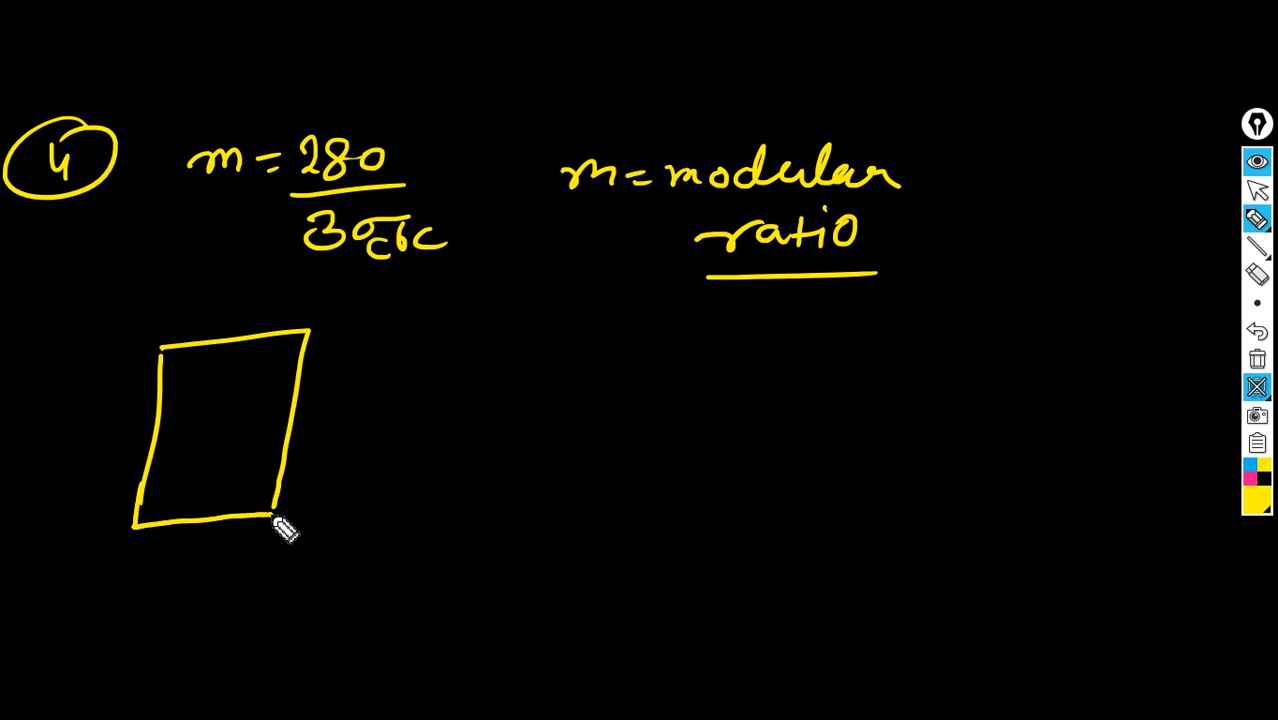 4
m = 280
3σcbc
m = modular
ratio